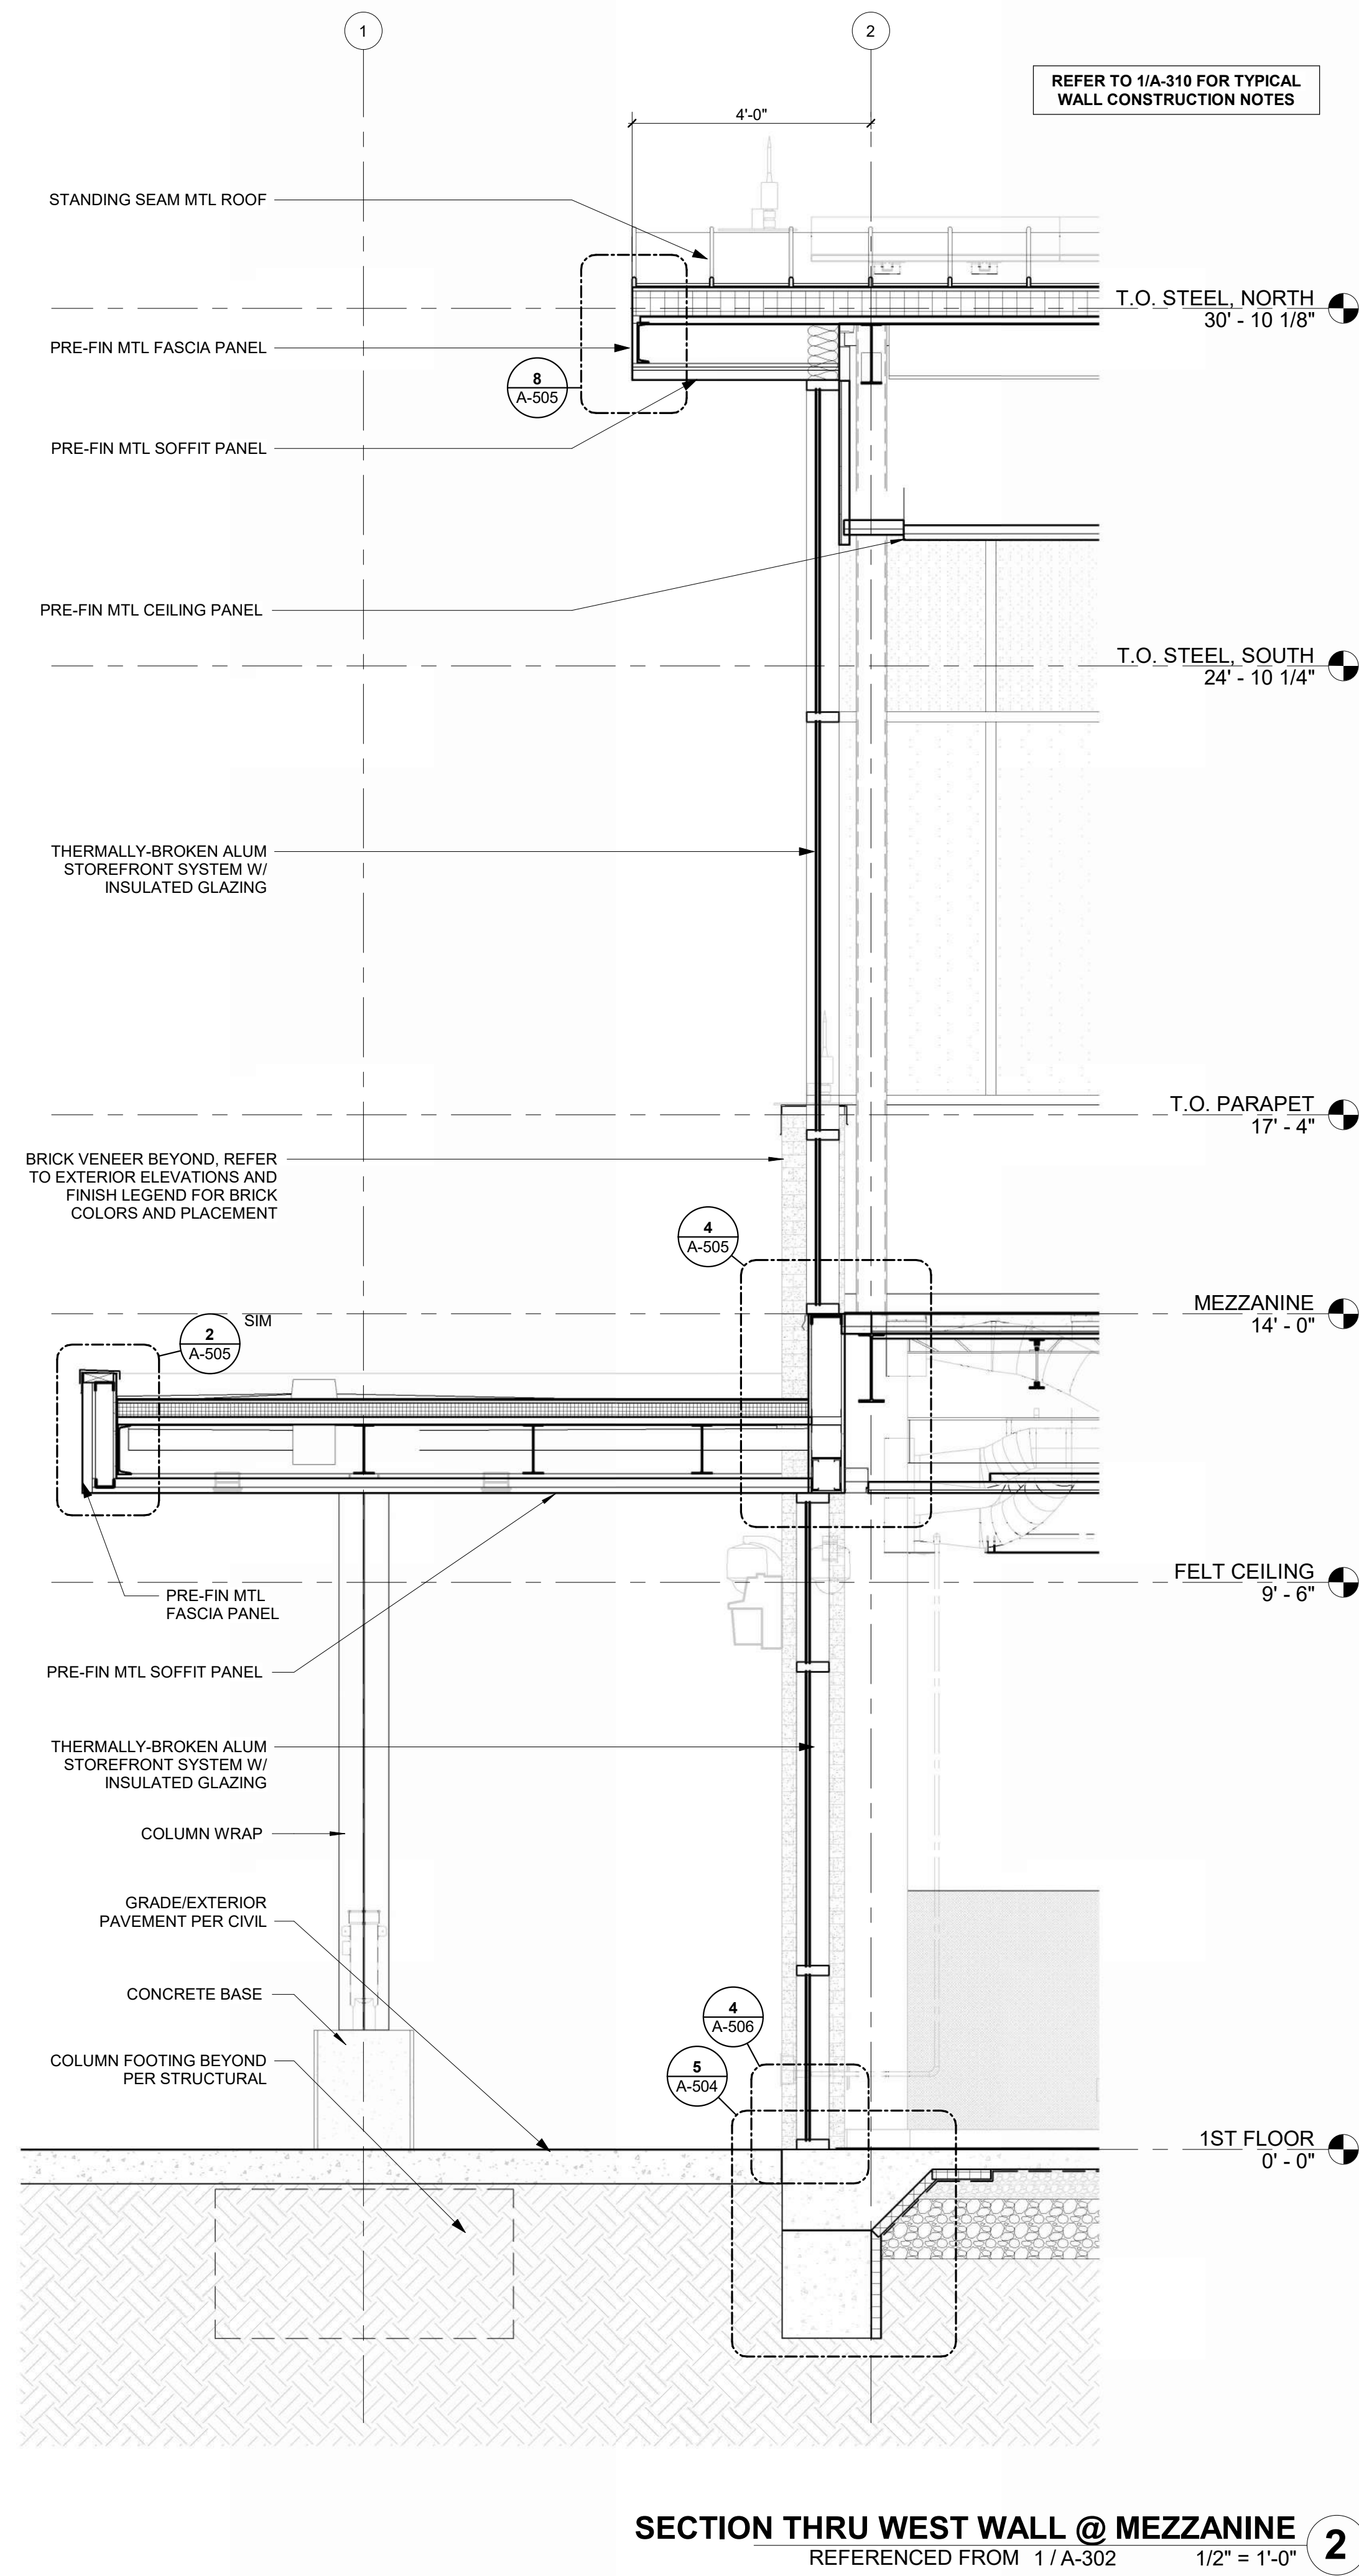 1
2
REFER TO 1/A-310 FOR TYPICAL
WALL CONSTRUCTION NOTES
4'-0"
STANDING SEAM MTL ROOF
T.O. STEEL, NORTH
30' - 10 1/8"
PRE-FIN MTL FASCIA PANEL
8
A-505
PRE-FIN MTL SOFFIT PANEL
PRE-FIN MTL CEILING PANEL
T.O. STEEL, SOUTH
24' - 10 1/4"
THERMALLY-BROKEN ALUM
STOREFRONT SYSTEM W/
INSULATED GLAZING
T.O. PARAPET
17' - 4"
BRICK VENEER BEYOND, REFER
TO EXTERIOR ELEVATIONS AND
FINISH LEGEND FOR BRICK
COLORS AND PLACEMENT
4
A-505
MEZZANINE
14' - 0"
2
A-505
SIM
FELT CEILING
9' - 6"
PRE-FIN MTL
FASCIA PANEL
PRE-FIN MTL SOFFIT PANEL
THERMALLY-BROKEN ALUM
STOREFRONT SYSTEM W/
INSULATED GLAZING
COLUMN WRAP
GRADE/EXTERIOR
PAVEMENT PER CIVIL
CONCRETE BASE
4
A-506
COLUMN FOOTING BEYOND
PER STRUCTURAL
5
A-504
1ST FLOOR
0' - 0"
SECTION THRU WEST WALL @ MEZZANINE
REFERENCED FROM 1 / A-302
1/2" = 1'-0"
2